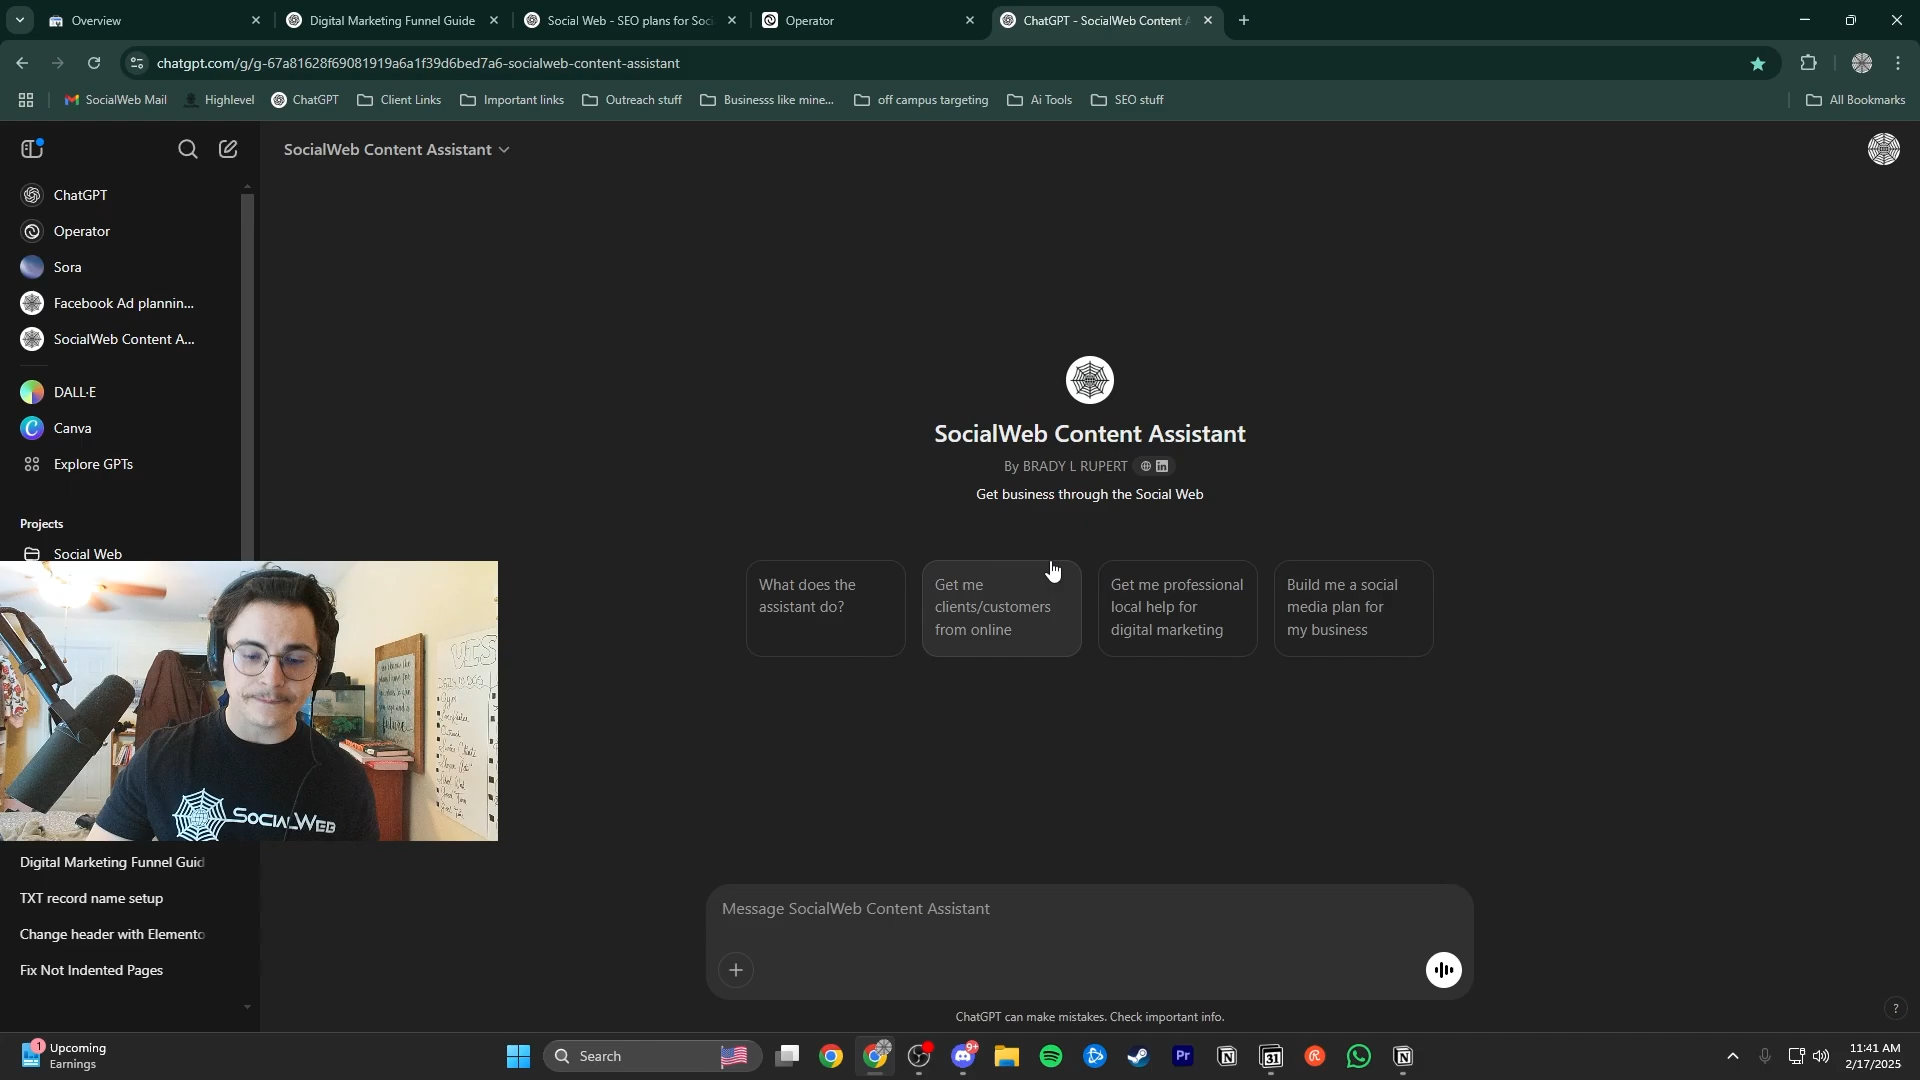 Overview
Digital Marketing Funnel Guide
Social Web - SEO plans for Soc
Operator
ChatGPT - SocialWeb Content A
chatgpt.com/g/g-67a81628f69081919a6a1f39d6bed7a6-socialweb-content-assistant
SocialWeb Mail
Highlevel
ChatGPT
Client Links
Important links
Outreach stuff
Businesss like mine...
off campus targeting
Ai Tools
SEO stuff
All Bookmarks
SocialWeb Content Assistant
ChatGPT
Operator
Sora
Facebook Ad plannin...
SocialWeb Content A...
DALL·E
Canva
Explore GPTs
Projects
Social Web
SocialWeb Content Assistant
By BRADY L RUPERT
Get business through the Social Web
What does the
assistant do?
Get me
clients/customers
from online
Get me professional
local help for
digital marketing
Build me a social
media plan for
my business
SOCIALWEB
Digital Marketing Funnel Guid
TXT record name setup
Change header with Elemento
Fix Not Indented Pages
Message SocialWeb Content Assistant
ChatGPT can make mistakes. Check important info.
?
1
Upcoming
Earnings
Search
9+
Pr
31
11:41 AM
2/17/2025